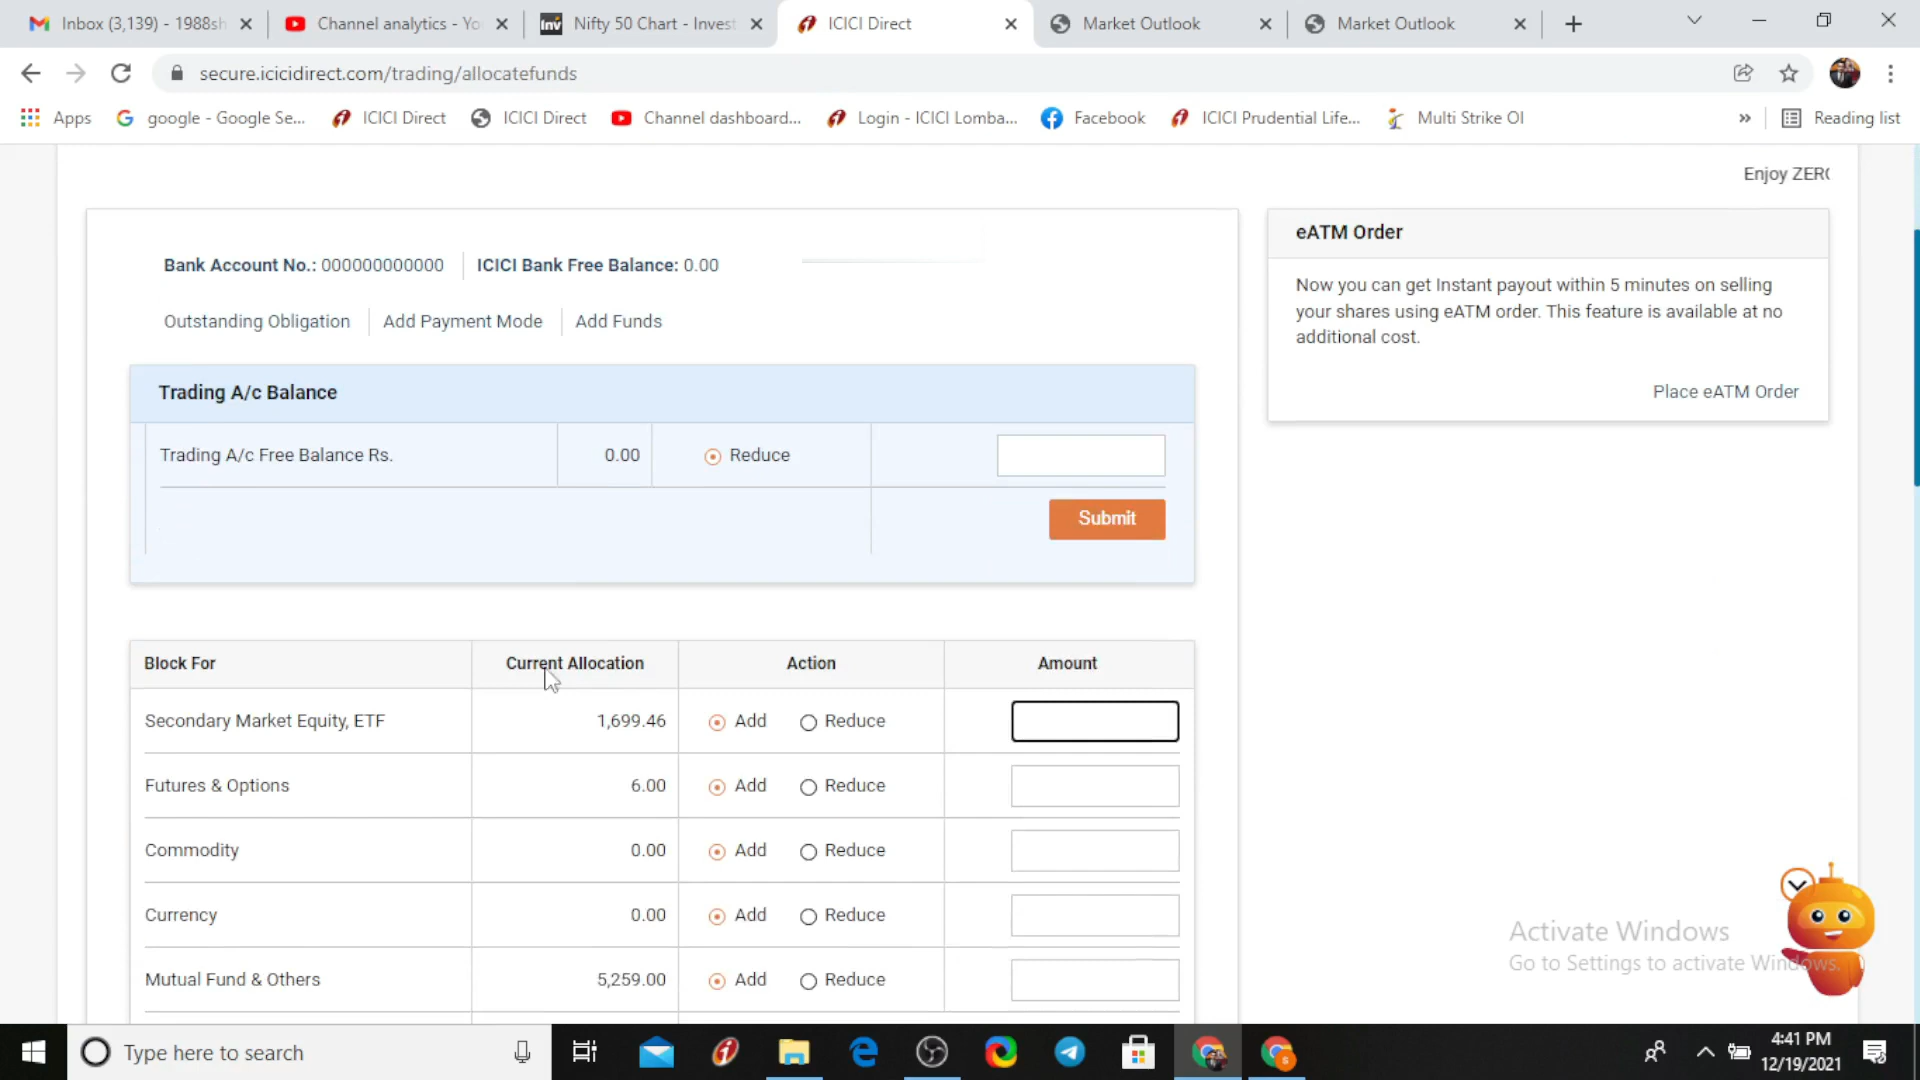 Inbox (3,139) - 1988sh
Channel analytics - Yo
Nifty 50 Chart - Invest
ICICI Direct
Market Outlook
Market Outlook
secure.icicidirect.com/trading/allocatefunds
Apps
google - Google Se...
ICICI Direct
ICICI Direct
Channel dashboard...
Login - ICICI Lomba...
Facebook
ICICI Prudential Life...
Multi Strike OI
»
Reading list
Enjoy ZER
Bank Account No.: 000000000000
ICICI Bank Free Balance: 0.00
Outstanding Obligation
Add Payment Mode
Add Funds
eATM Order
Now you can get Instant payout within 5 minutes on selling
your shares using eATM order. This feature is available at no
additional cost.
Place eATM Order
Trading A/c Balance
Trading A/c Free Balance Rs. 0.00 Reduce
Submit
Block For Current Allocation Action Amount
Secondary Market Equity, ETF 1,699.46 Add Reduce
Futures & Options 6.00 Add Reduce
Commodity 0.00 Add Reduce
Currency 0.00 Add Reduce
Mutual Fund & Others 5,259.00 Add Reduce
Activate Windows
Go to Settings to activate Windows.
Type here to search
4:41 PM
12/19/2021